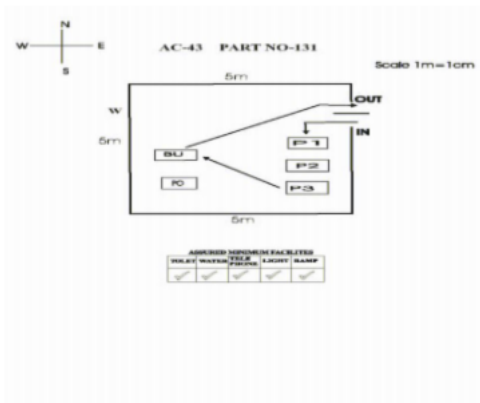 N
W E
S
AC-43 PART NO-131
Scale 1m=1cm
5m
OUT
W
IN
5m
P1
BU
P2
PO
P3
5m
ASSURED MINIMUM FACILITES
TOILET WATER TELE PHONE LIGHT RAMP